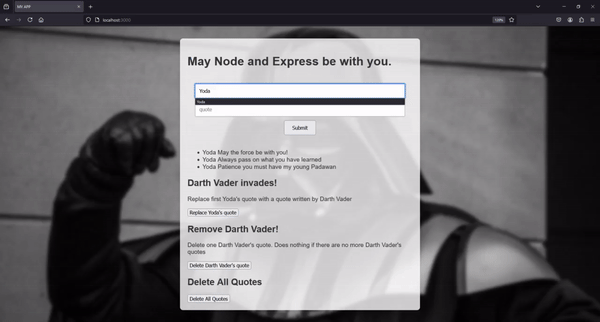 MY APP
localhost:3000
May Node and Express be with you.
Yoda
Yoda
quote
Submit
Yoda May the force be with you!
Yoda Always pass on what you have learned
Yoda Patience you must have my young Padawan
Darth Vader invades!
Replace first Yoda's quote with a quote written by Darth Vader
Replace Yoda's quote
Remove Darth Vader!
Delete one Darth Vader's quote. Does nothing if there are no more Darth Vader's
quotes
Delete Darth Vader's quote
Delete All Quotes
Delete All Quotes